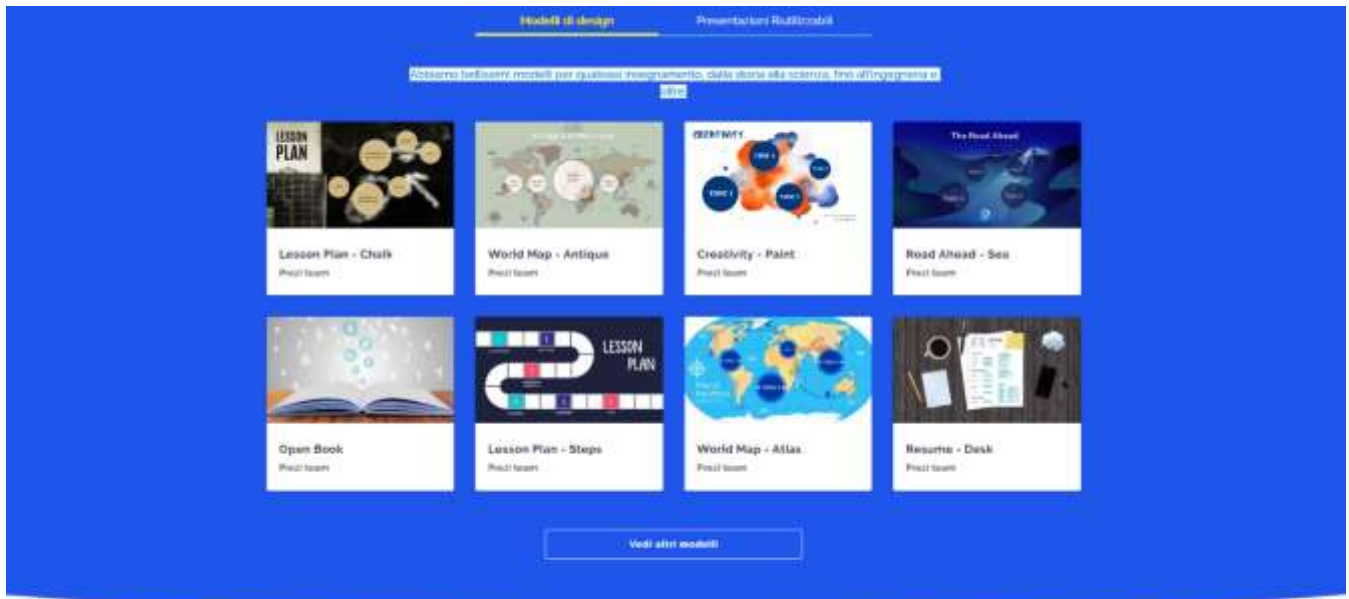 Modelli di design
Presentazioni Riutilizzabili
Abbiamo bellissimi modelli per qualsiasi insegnamento, dalla storia alla scienza, fino all'ingegneria e
oltre.
LESSON
PLAN
CREATIVITY
The Road Ahead
TOPIC 1
Lesson Plan - Chalk
Prezi team
World Map - Antique
Prezi team
Creativity - Paint
Prezi team
Road Ahead - Sea
Prezi team
LESSON
PLAN
Open Book
Prezi team
Lesson Plan - Steps
Prezi team
World Map - Atlas
Prezi team
Resume - Desk
Prezi team
Vedi altri modelli